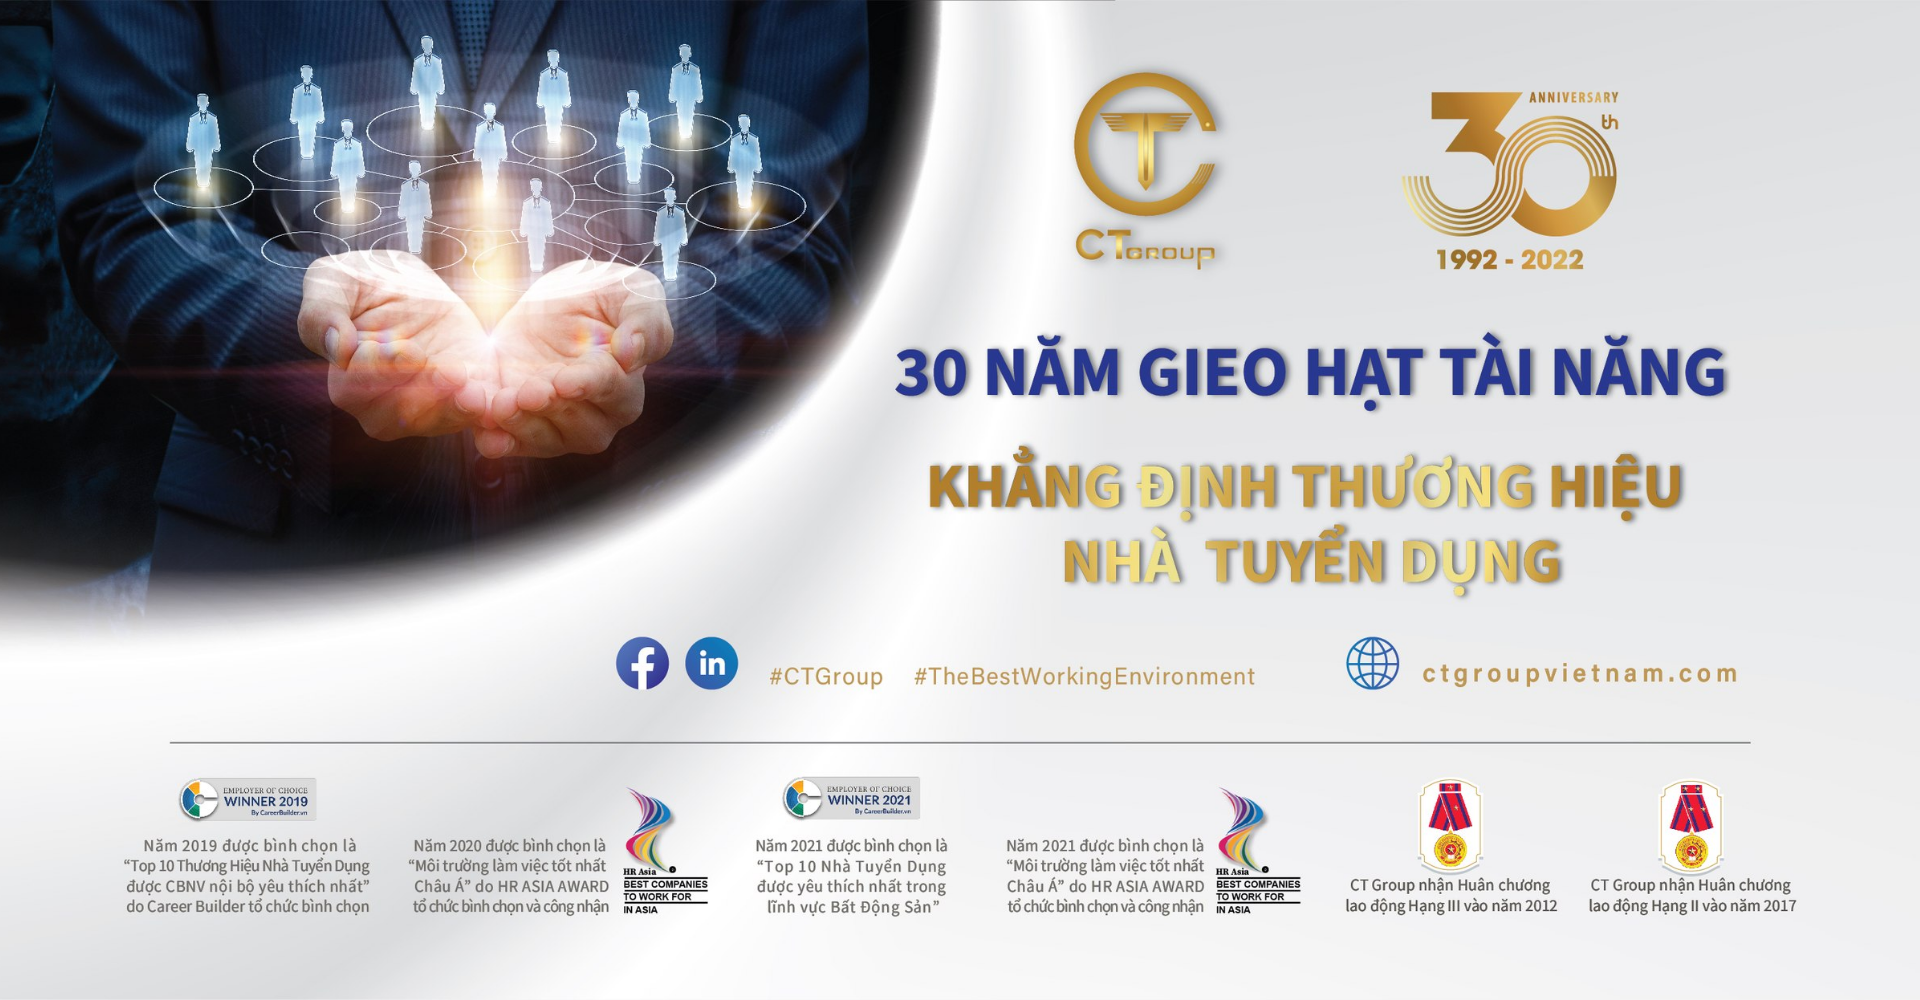 CTGROUP
ANNIVERSARY
30th
1992 - 2022
30 NĂM GIEO HẠT TÀI NĂNG
KHẲNG ĐỊNH THƯƠNG HIỆU
NHÀ TUYỂN DỤNG
#CTGroup #TheBestWorkingEnvironment
ctgroupvietnam.com
EMPLOYER OF CHOICE
WINNER 2019
By CareerBuilder.vn
Năm 2019 được bình chọn là
“Top 10 Thương Hiệu Nhà Tuyển Dụng
được CBNV nội bộ yêu thích nhất”
do Career Builder tổ chức bình chọn
Năm 2020 được bình chọn là
“Môi trường làm việc tốt nhất
Châu Á” do HR ASIA AWARD
tổ chức bình chọn và công nhận
HR Asia
BEST COMPANIES
TO WORK FOR
IN ASIA
EMPLOYER OF CHOICE
WINNER 2021
By CareerBuilder.vn
Năm 2021 được bình chọn là
“Top 10 Nhà Tuyển Dụng
được yêu thích nhất trong
lĩnh vực Bất Động Sản”
Năm 2021 được bình chọn là
“Môi trường làm việc tốt nhất
Châu Á” do HR ASIA AWARD
tổ chức bình chọn và công nhận
HR Asia
BEST COMPANIES
TO WORK FOR
IN ASIA
CT Group nhận Huân chương
lao động Hạng III vào năm 2012
CT Group nhận Huân chương
lao động Hạng II vào năm 2017